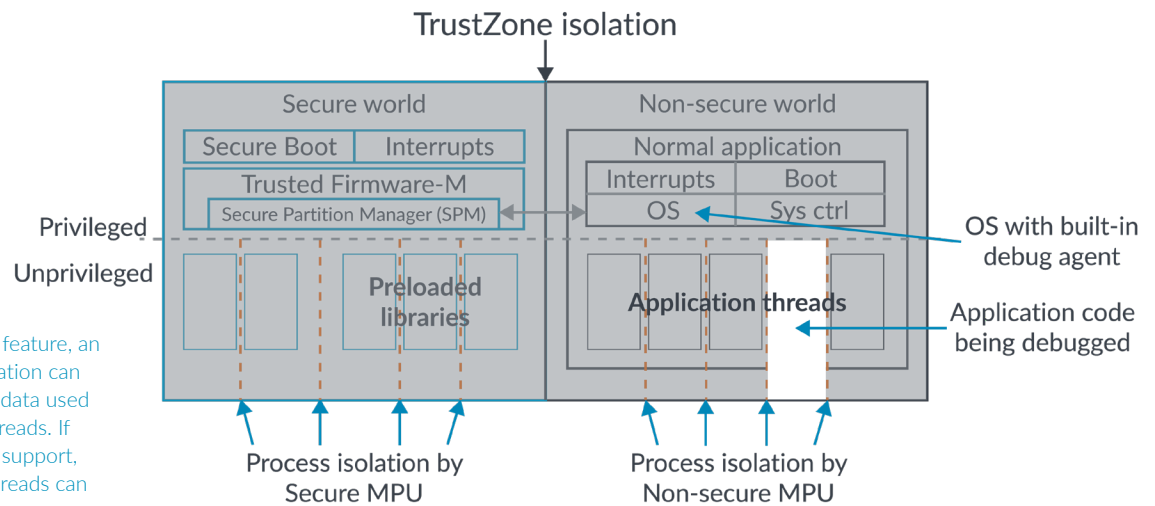 TrustZone isolation
Secure world
Non-secure world
Secure Boot
Interrupts
Trusted Firmware-M
Secure Partition Manager (SPM)
Normal application
Interrupts
Boot
OS
Sys ctrl
Privileged
Unprivileged
OS with built-in
debug agent
Preloaded
libraries
Application threads
Application code
being debugged
feature, an
ation can
data used
reads. If
support,
reads can
Process isolation by
Secure MPU
Process isolation by
Non-secure MPU